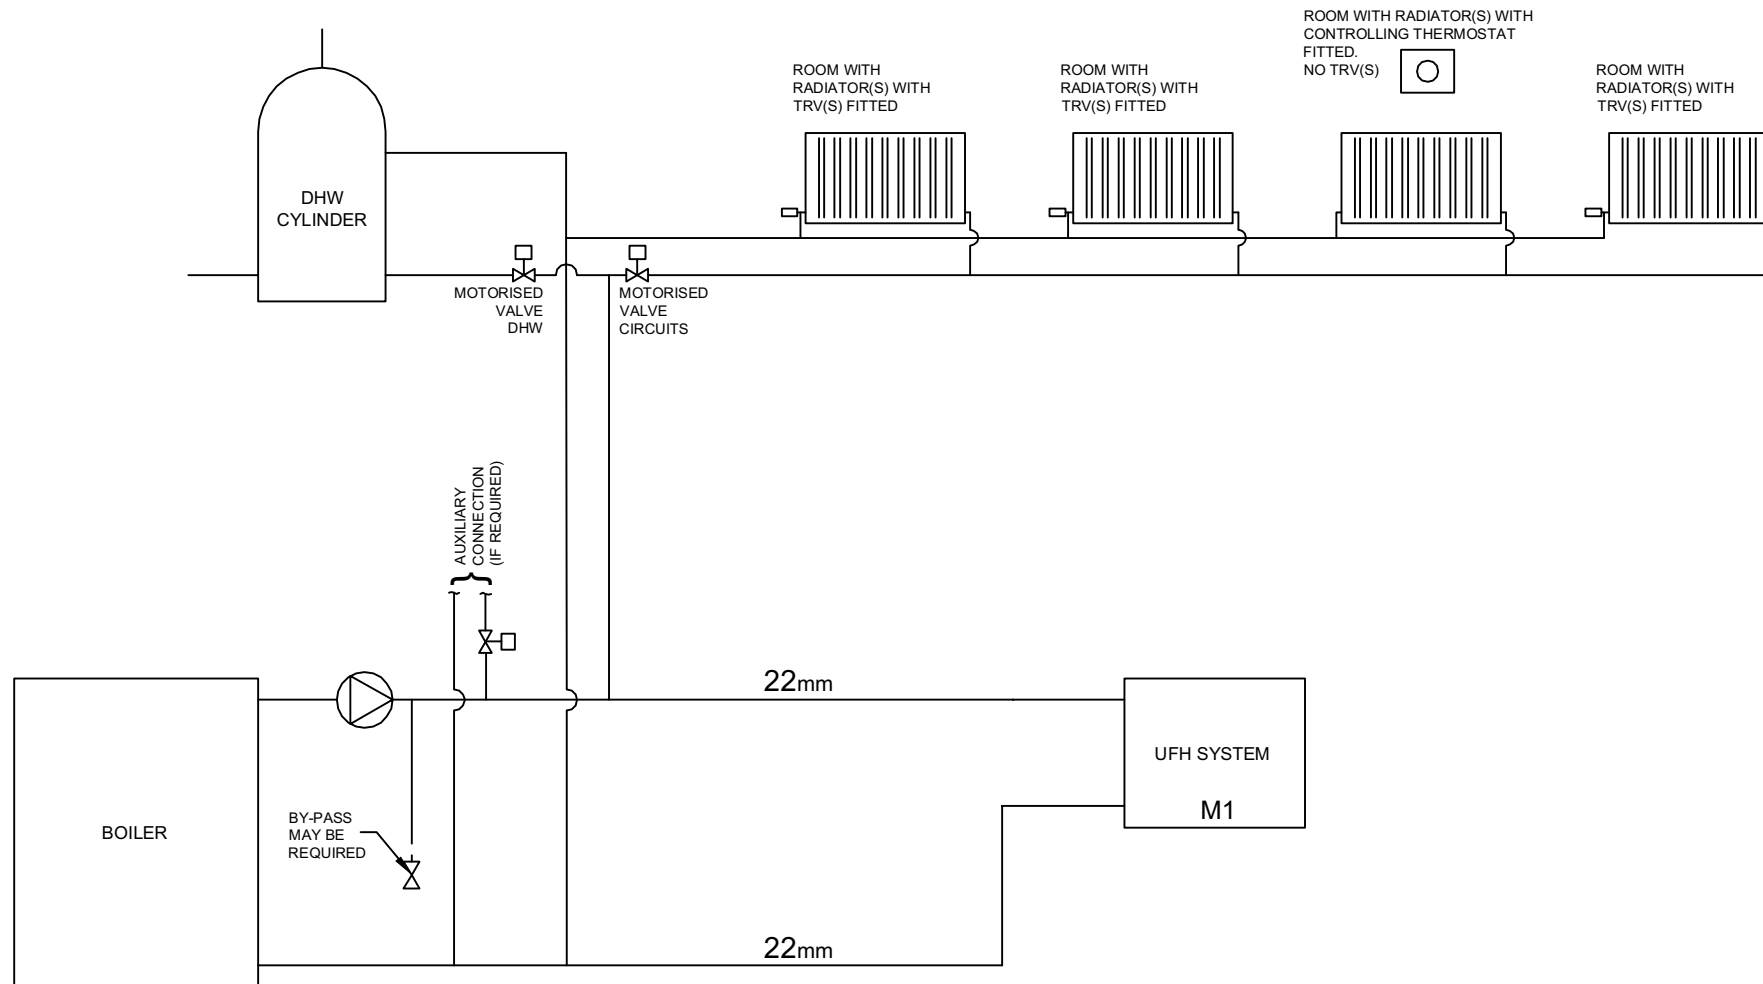 ROOM WITH RADIATOR(S) WITH
CONTROLLING THERMOSTAT
FITTED.
NO TRV(S)
ROOM WITH
RADIATOR(S) WITH
TRV(S) FITTED
ROOM WITH
RADIATOR(S) WITH
TRV(S) FITTED
ROOM WITH
RADIATOR(S) WITH
TRV(S) FITTED
DHW
CYLINDER
MOTORISED
VALVE
DHW
MOTORISED
VALVE
CIRCUITS
AUXILIARY
CONNECTION
(IF REQUIRED)
22mm
UFH SYSTEM
M1
BY-PASS
MAY BE
REQUIRED
BOILER
22mm